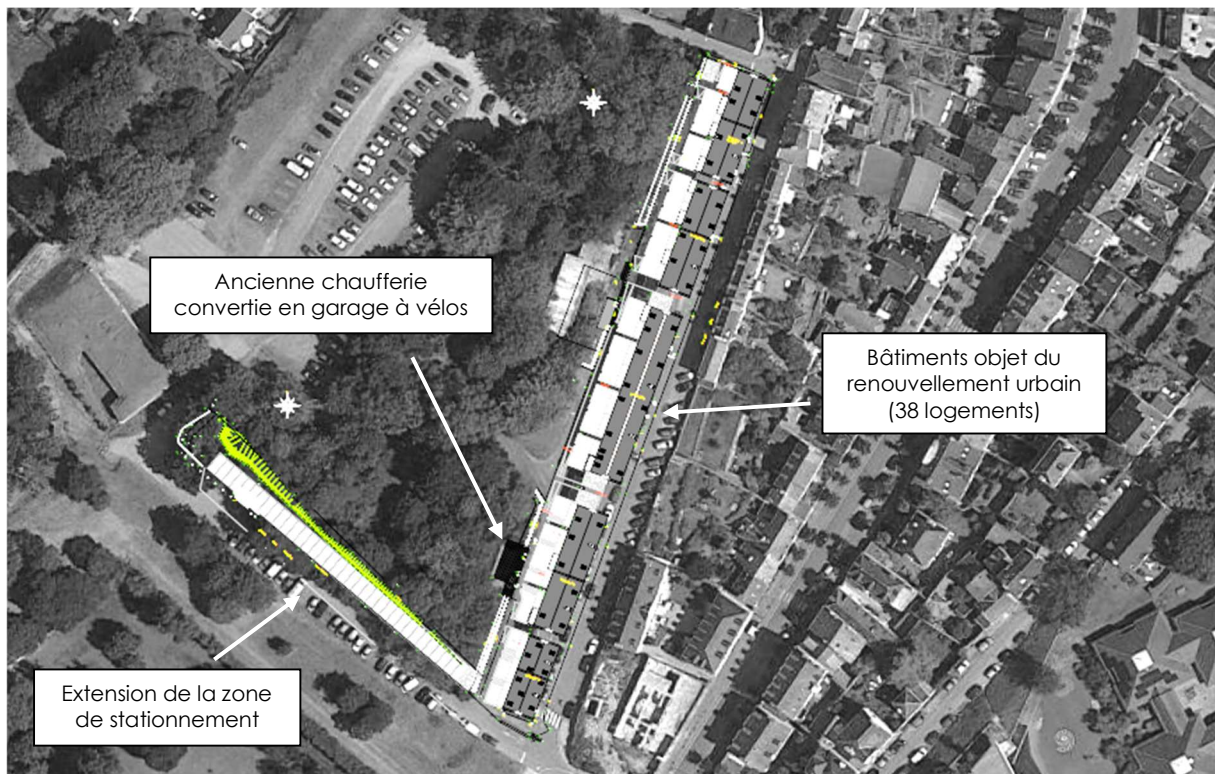 Ancienne chaufferie
convertie en garage à vélos
Bâtiments objet du
renouvellement urbain
(38 logements)
Extension de la zone
de stationnement